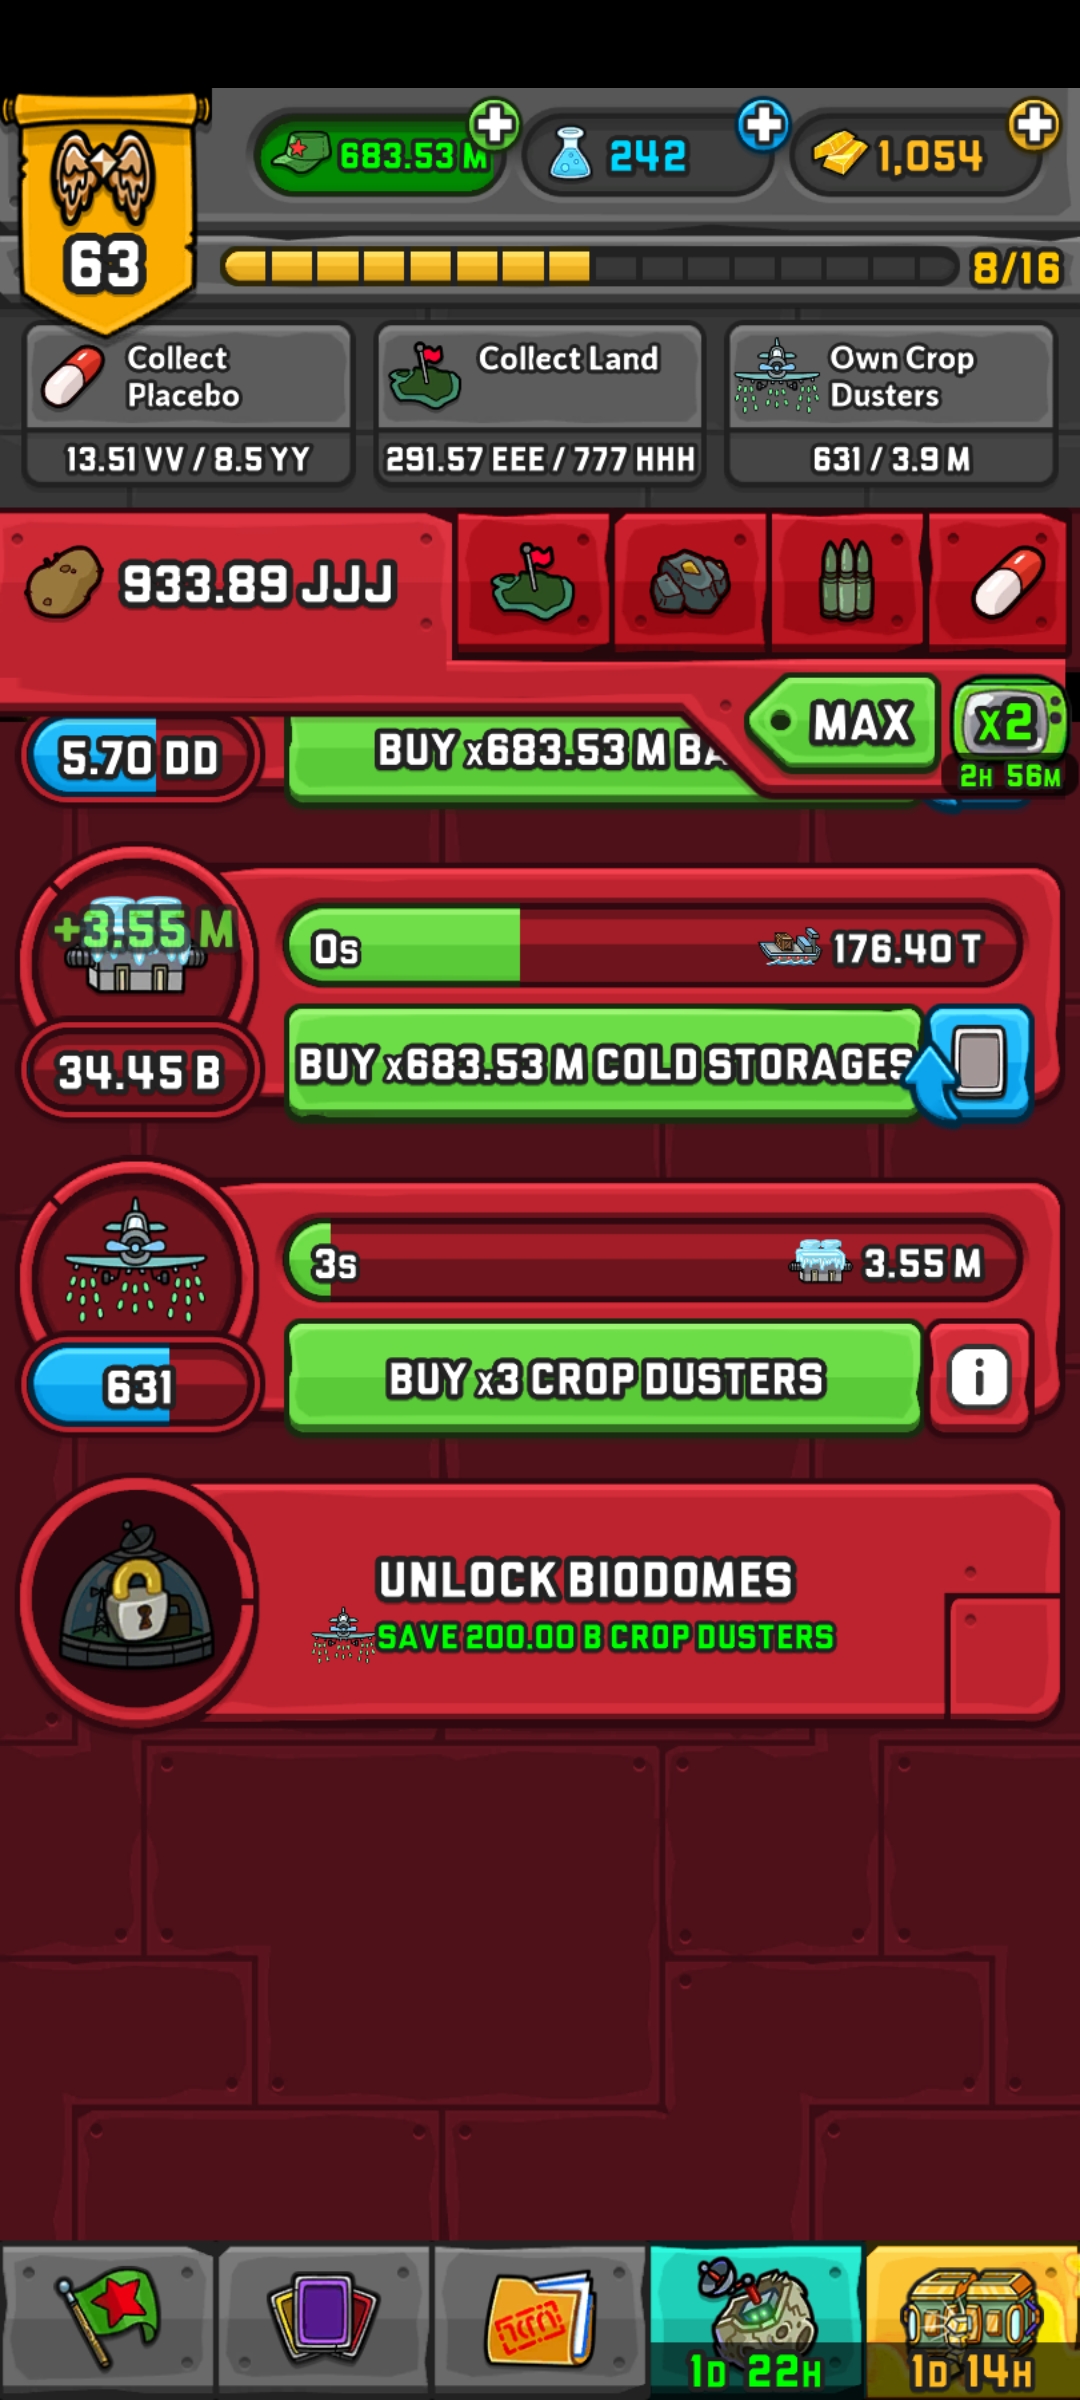 683.53 M
242
1,054
63
8/16
Collect
Placebo
13.51 VV / 8.5 YY
Collect Land
291.57 EEE / 777 HHH
Own Crop
Dusters
631 / 3.9 M
933.89 JJJ
MAX
x2
2H 56M
5.70 DD
BUY x683.53 M BA
+3.55 M
0s
176.40 T
34.45 B
BUY x683.53 M COLD STORAGES
3s
3.55 M
631
BUY x3 CROP DUSTERS
i
UNLOCK BIODOMES
SAVE 200.00 B CROP DUSTERS
1D 22H
1D 14H